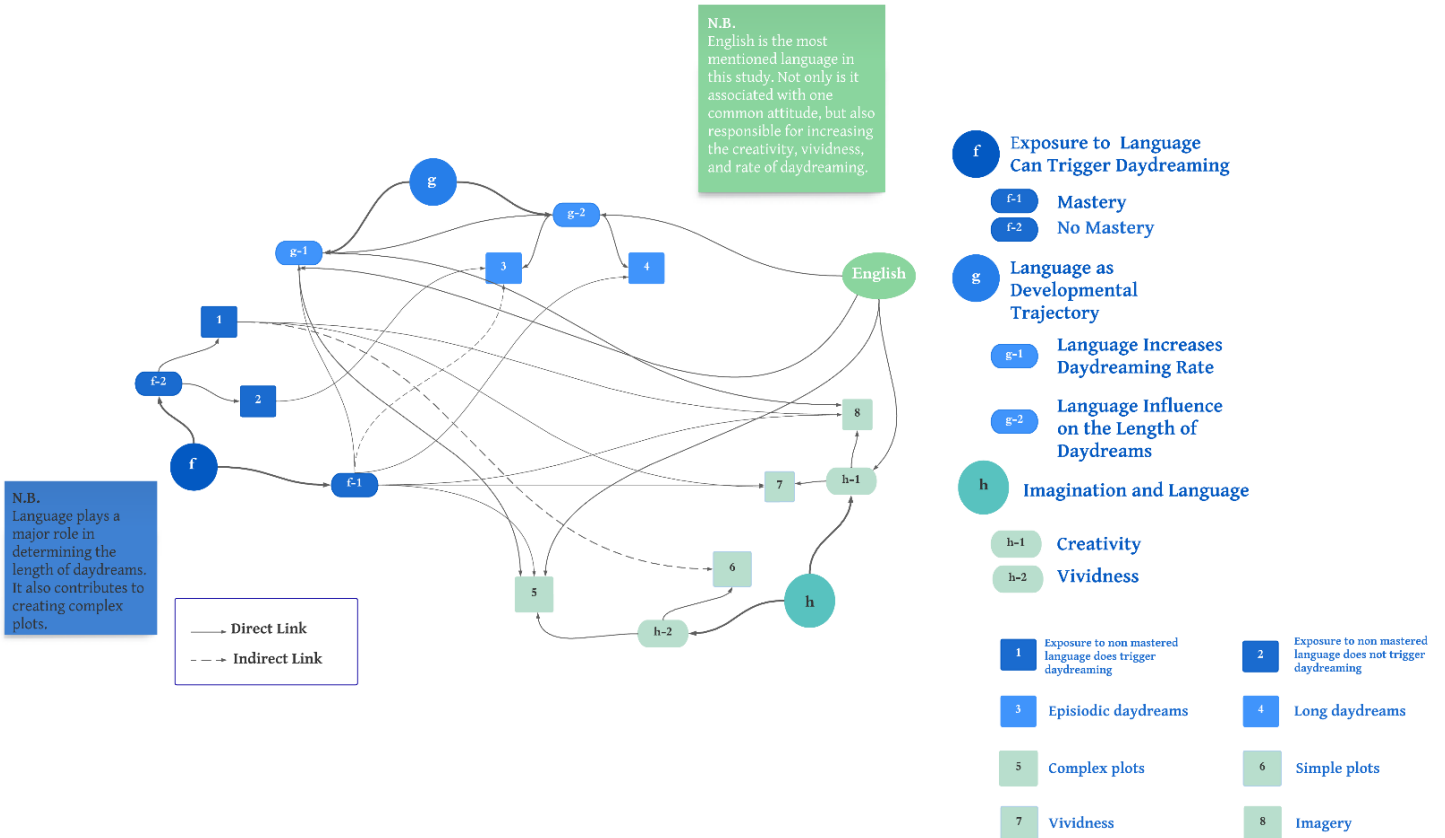 N.B.
English is the most
mentioned language in
this study. Not only is it
associated with one
common attitude, but also
responsible for increasing
the creativity, vividness,
and rate of daydreaming.
g
g-2
g-1
3
4
English
1
f-2
2
8
f
f-1
7
h-1
N.B.
Language plays a
major role in
determining the
length of daydreams.
It also contributes to
creating complex
plots.
6
5
h
h-2
Direct Link
Indirect Link
f
Exposure to Language
Can Trigger Daydreaming
f-1
Mastery
f-2
No Mastery
g
Language as
Developmental
Trajectory
g-1
Language Increases
Daydreaming Rate
g-2
Language Influence
on the Length of
Daydreams
h
Imagination and Language
h-1
Creativity
h-2
Vividness
1
Exposure to non mastered
language does trigger
daydreaming
2
Exposure to non mastered
language does not trigger
daydreaming
3
Episiodic daydreams
4
Long daydreams
5
Complex plots
6
Simple plots
7
Vividness
8
Imagery